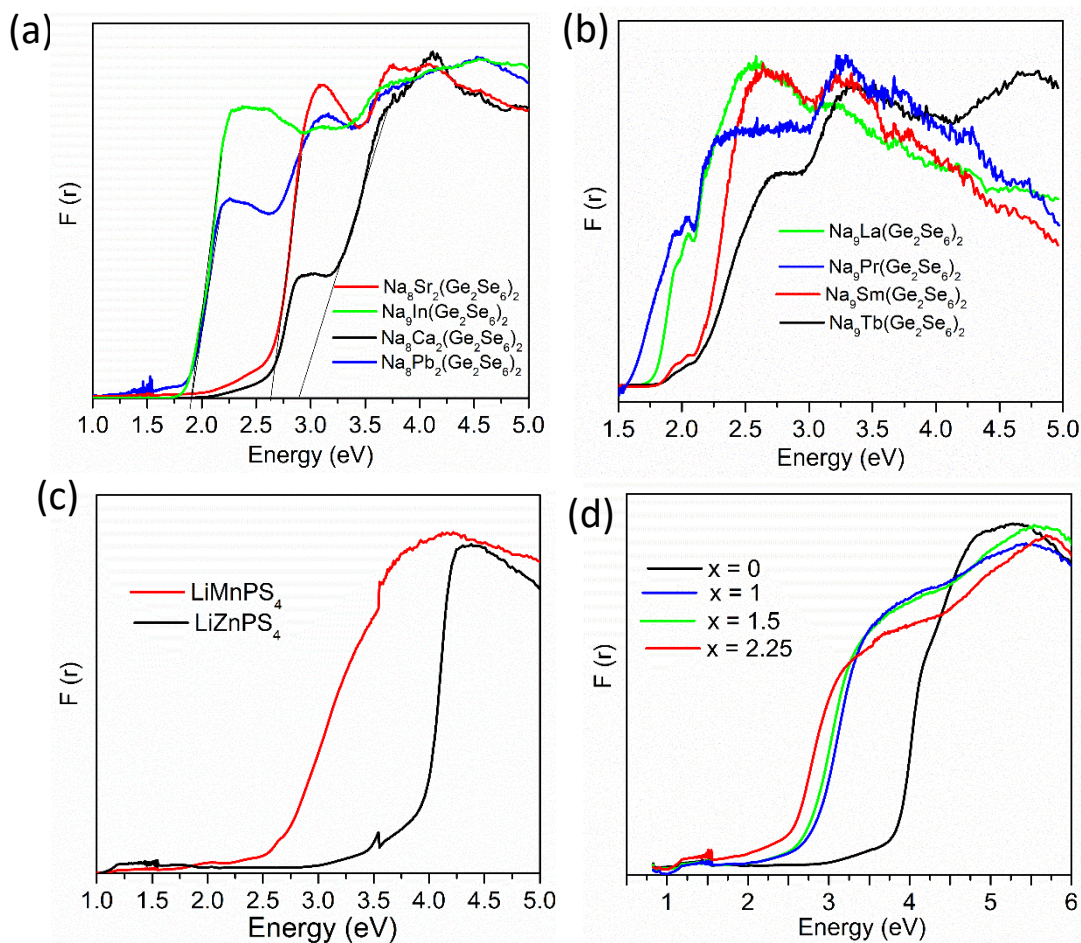 (a)
F (r)
Na₈Sr₂(Ge₂Se₆)₂
Na₉In(Ge₂Se₆)₂
Na₈Ca₂(Ge₂Se₆)₂
Na₈Pb₂(Ge₂Se₆)₂
1.0 1.5 2.0 2.5 3.0 3.5 4.0 4.5 5.0
Energy (eV)
(b)
F (r)
Na₉La(Ge₂Se₆)₂
Na₉Pr(Ge₂Se₆)₂
Na₉Sm(Ge₂Se₆)₂
Na₉Tb(Ge₂Se₆)₂
1.5 2.0 2.5 3.0 3.5 4.0 4.5 5.0
Energy (eV)
(c)
F (r)
LiMnPS₄
LiZnPS₄
1.0 1.5 2.0 2.5 3.0 3.5 4.0 4.5 5.0
Energy (eV)
(d)
F (r)
x = 0
x = 1
x = 1.5
x = 2.25
1 2 3 4 5 6
Energy (eV)